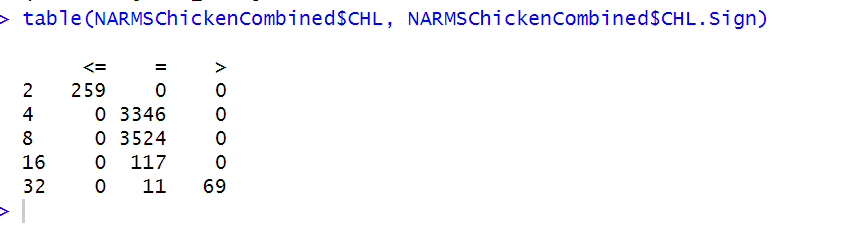 > table(NARMSChickenCombined$CHL, NARMSChickenCombined$CHL.Sign)
<= = >
2 259 0 0
4 0 3346 0
8 0 3524 0
16 0 117 0
32 0 11 69
>